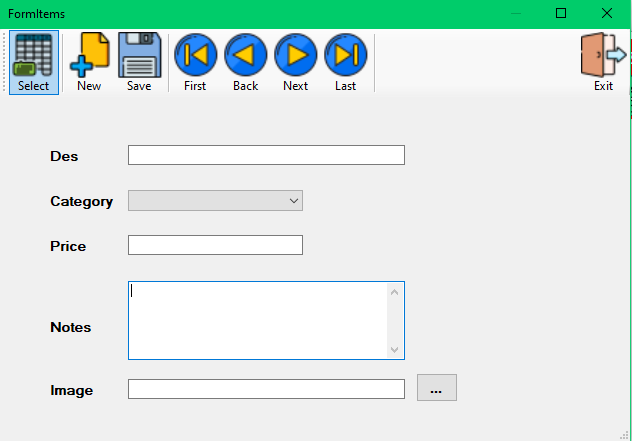 FormItems
Select New Save First Back Next Last Exit
Des
Category
Price
Notes
Image ...